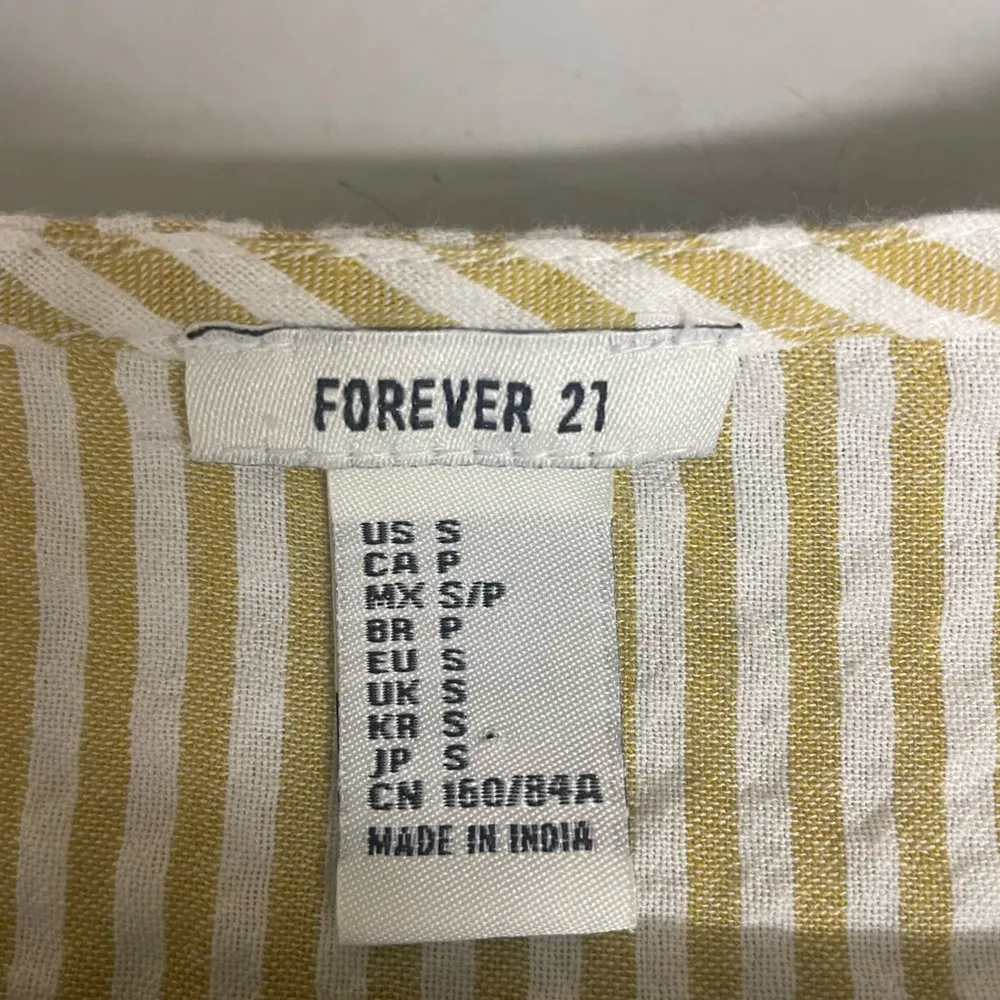 FOREVER 21
US S
CA P
MX S/P
BR P
EU S
UK S
KR S
JP S
CN 160/84A
MADE IN INDIA